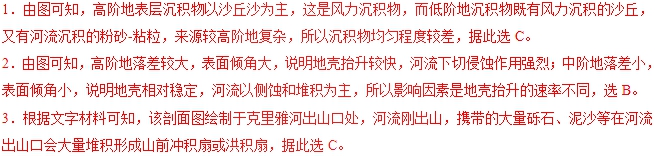 1．由图可知，高阶地表层沉积物以沙丘沙为主，这是风力沉积物，而低阶地沉积物既有风力沉积的沙丘，
又有河流沉积的粉砂-粘粒，来源较高阶地复杂，所以沉积物均匀程度较差，据此选 C。
2．由图可知，高阶地落差较大，表面倾角大，说明地壳抬升较快，河流下切侵蚀作用强烈；中阶地落差小，
表面倾角小，说明地壳相对稳定，河流以侧蚀和堆积为主，所以影响因素是地壳抬升的速率不同，选 B。
3．根据文字材料可知，该剖面图绘制于克里雅河出山口处，河流刚出山，携带的大量砾石、泥沙等在河流
出山口会大量堆积形成山前冲积扇或洪积扇，据此选 C。